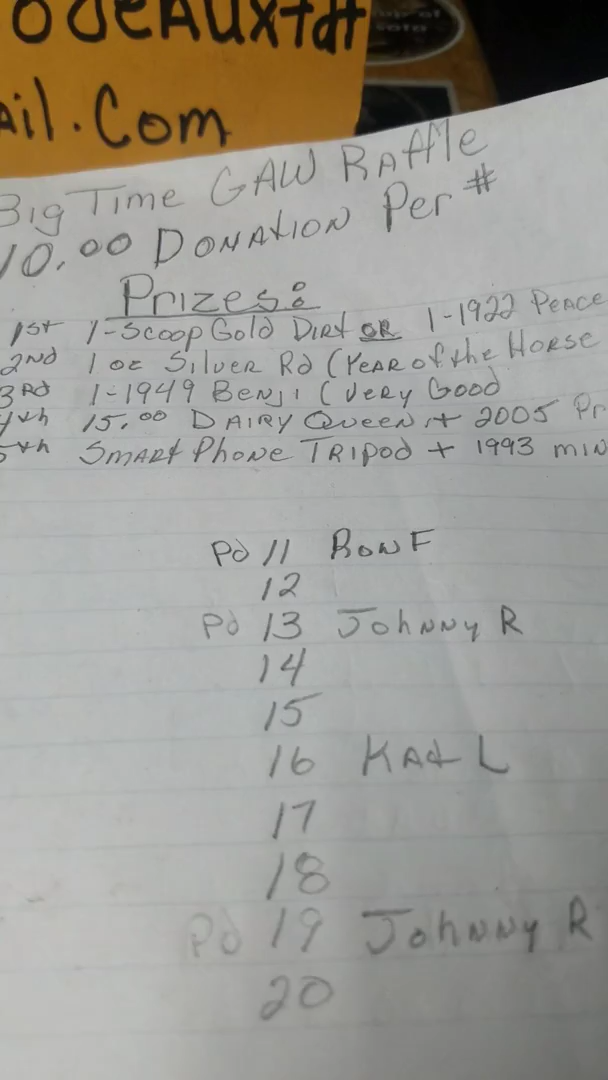 odeAUX+dt
ail.Com
Big Time GAW RAffle
10.00 DONAtION Per #
Prizes:
1st 1-Scoop Gold Dirt OR 1-1922 Peace
2nd 1 oz Silver Rd (YEAR of the HORSE
3Rd 1-1949 BENJI (Very Good
4th 15.00 DAIRY QUEEN + 2005 Pr
5th SMARt PHONE TRIpod + 1993 MIN
Pd 11 RON F
12
Pd 13 JOhNNy R
14
15
16 KAt L
17
18
Pd 19 JOhNNy R
20